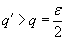 q' > q = ε/2